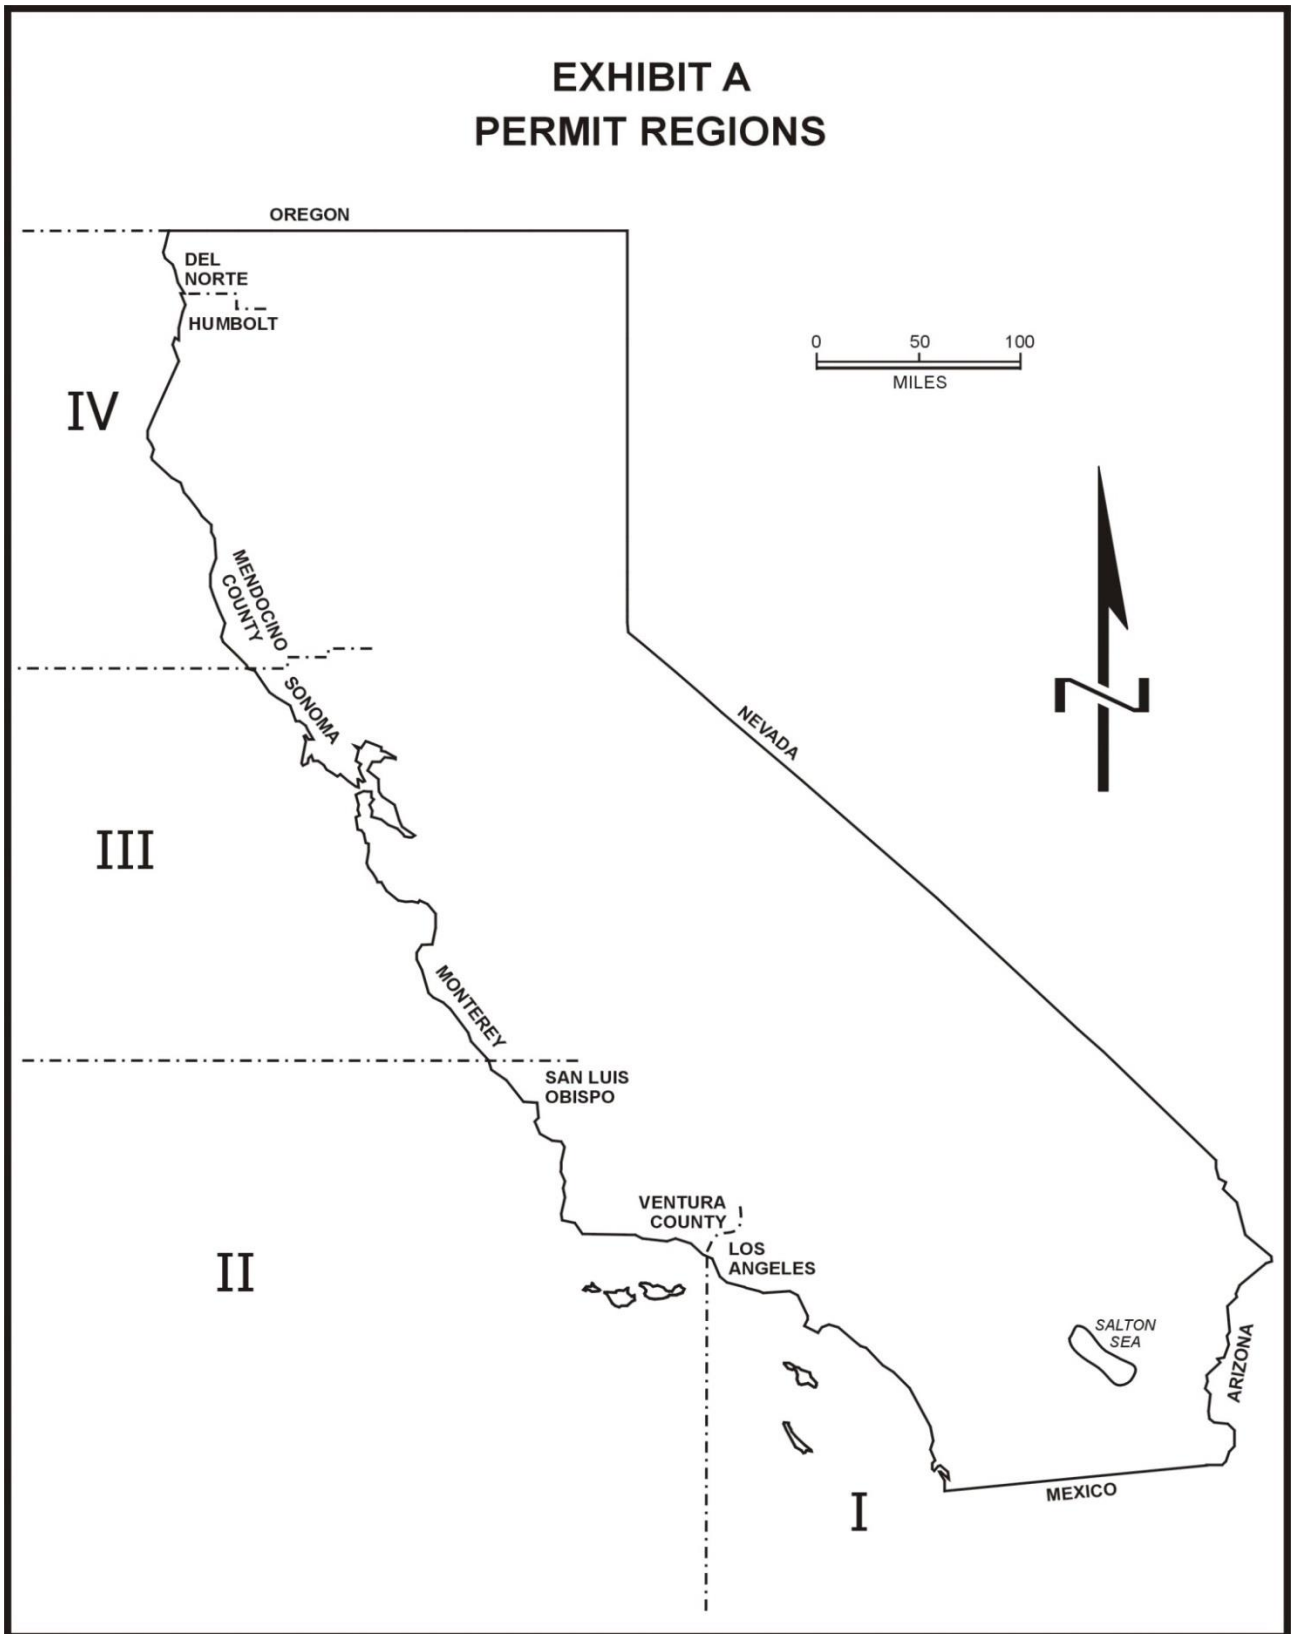 EXHIBIT A
PERMIT REGIONS
OREGON
DEL
NORTE
HUMBOLT
0 50 100
MILES
IV
MENDOCINO
COUNTY
SONOMA
NEVADA
III
MONTEREY
SAN LUIS
OBISPO
VENTURA
COUNTY
LOS
ANGELES
II
SALTON
SEA
ARIZONA
I
MEXICO